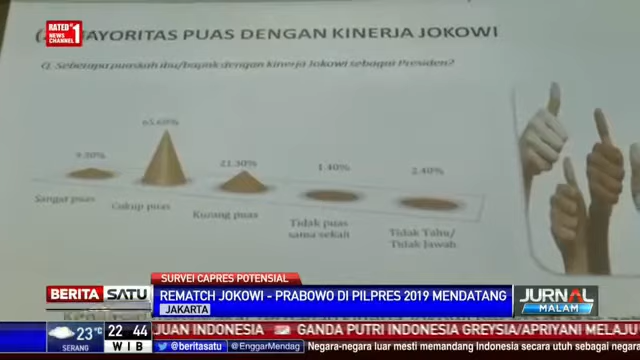 RATED #1
NEWS CHANNEL
MAYORITAS PUAS DENGAN KINERJA JOKOWI
Q. Seberapa puaskah ibu/bapak dengan kinerja Jokowi sebagai Presiden?
9.30%
65.60%
21.30%
1.40%
2.40%
Sangat puas
Cukup puas
Kurang puas
Tidak puas
sama sekali
Tidak Tahu/
Tidak Jawab
SURVEI CAPRES POTENSIAL
BERITA SATU
REMATCH JOKOWI - PRABOWO DI PILPRES 2019 MENDATANG
JAKARTA
JURNAL
MALAM
23°C
SERANG
22 44
WIB
JUAN INDONESIA
GANDA PUTRI INDONESIA GREYSIA/APRIYANI MELAJU
@beritasatu
@EnggarMendag
Negara-negara luar mesti memandang Indonesia secara utuh sebagai negar